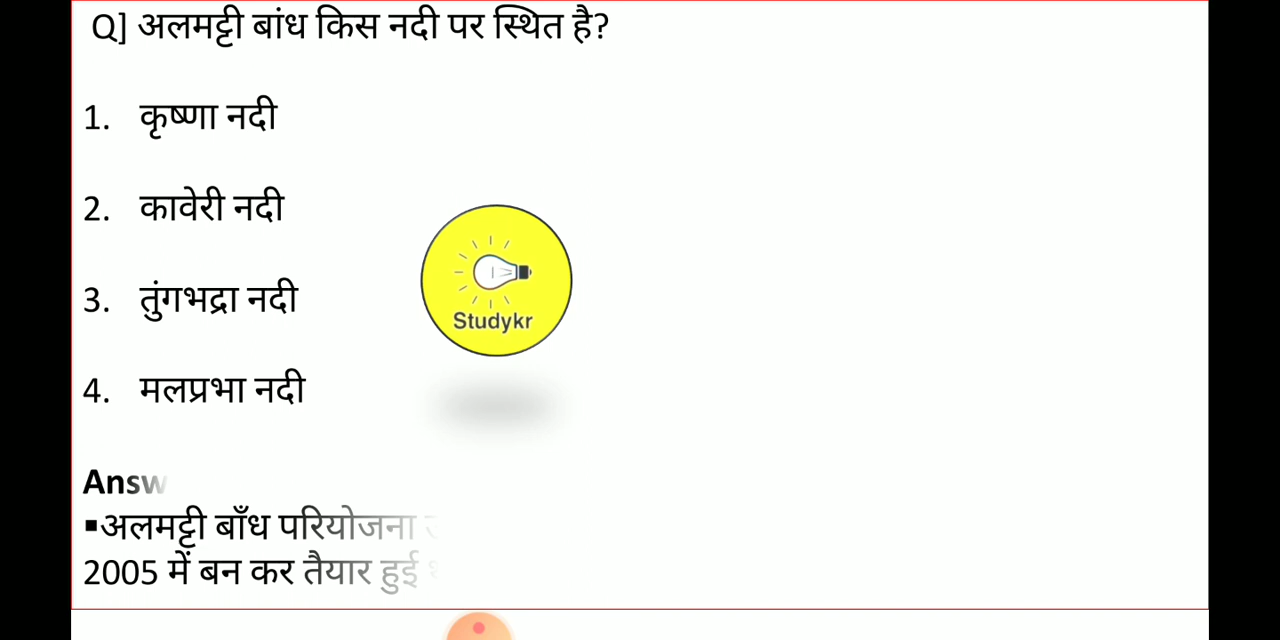 Q] अलमट्टी बांध किस नदी पर स्थित है?
1. कृष्णा नदी
2. कावेरी नदी
3. तुंगभद्रा नदी
4. मलप्रभा नदी
Studykr
Answ
▪अलमट्टी बाँध परियोजना
2005 में बन कर तैयार हुई